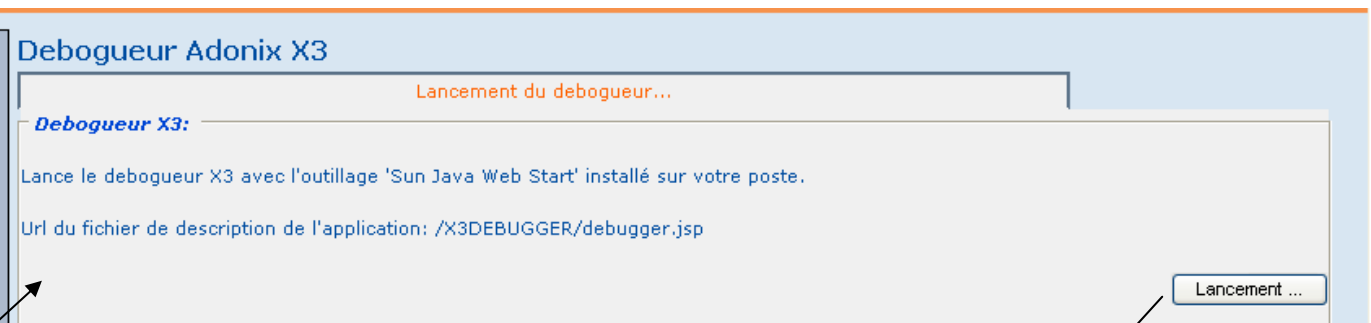 Debogueur Adonix X3
Lancement du debogueur...
Debogueur X3:
Lance le debogueur X3 avec l'outillage 'Sun Java Web Start' installé sur votre poste.
Url du fichier de description de l'application: /X3DEBUGGER/debugger.jsp
Lancement ...